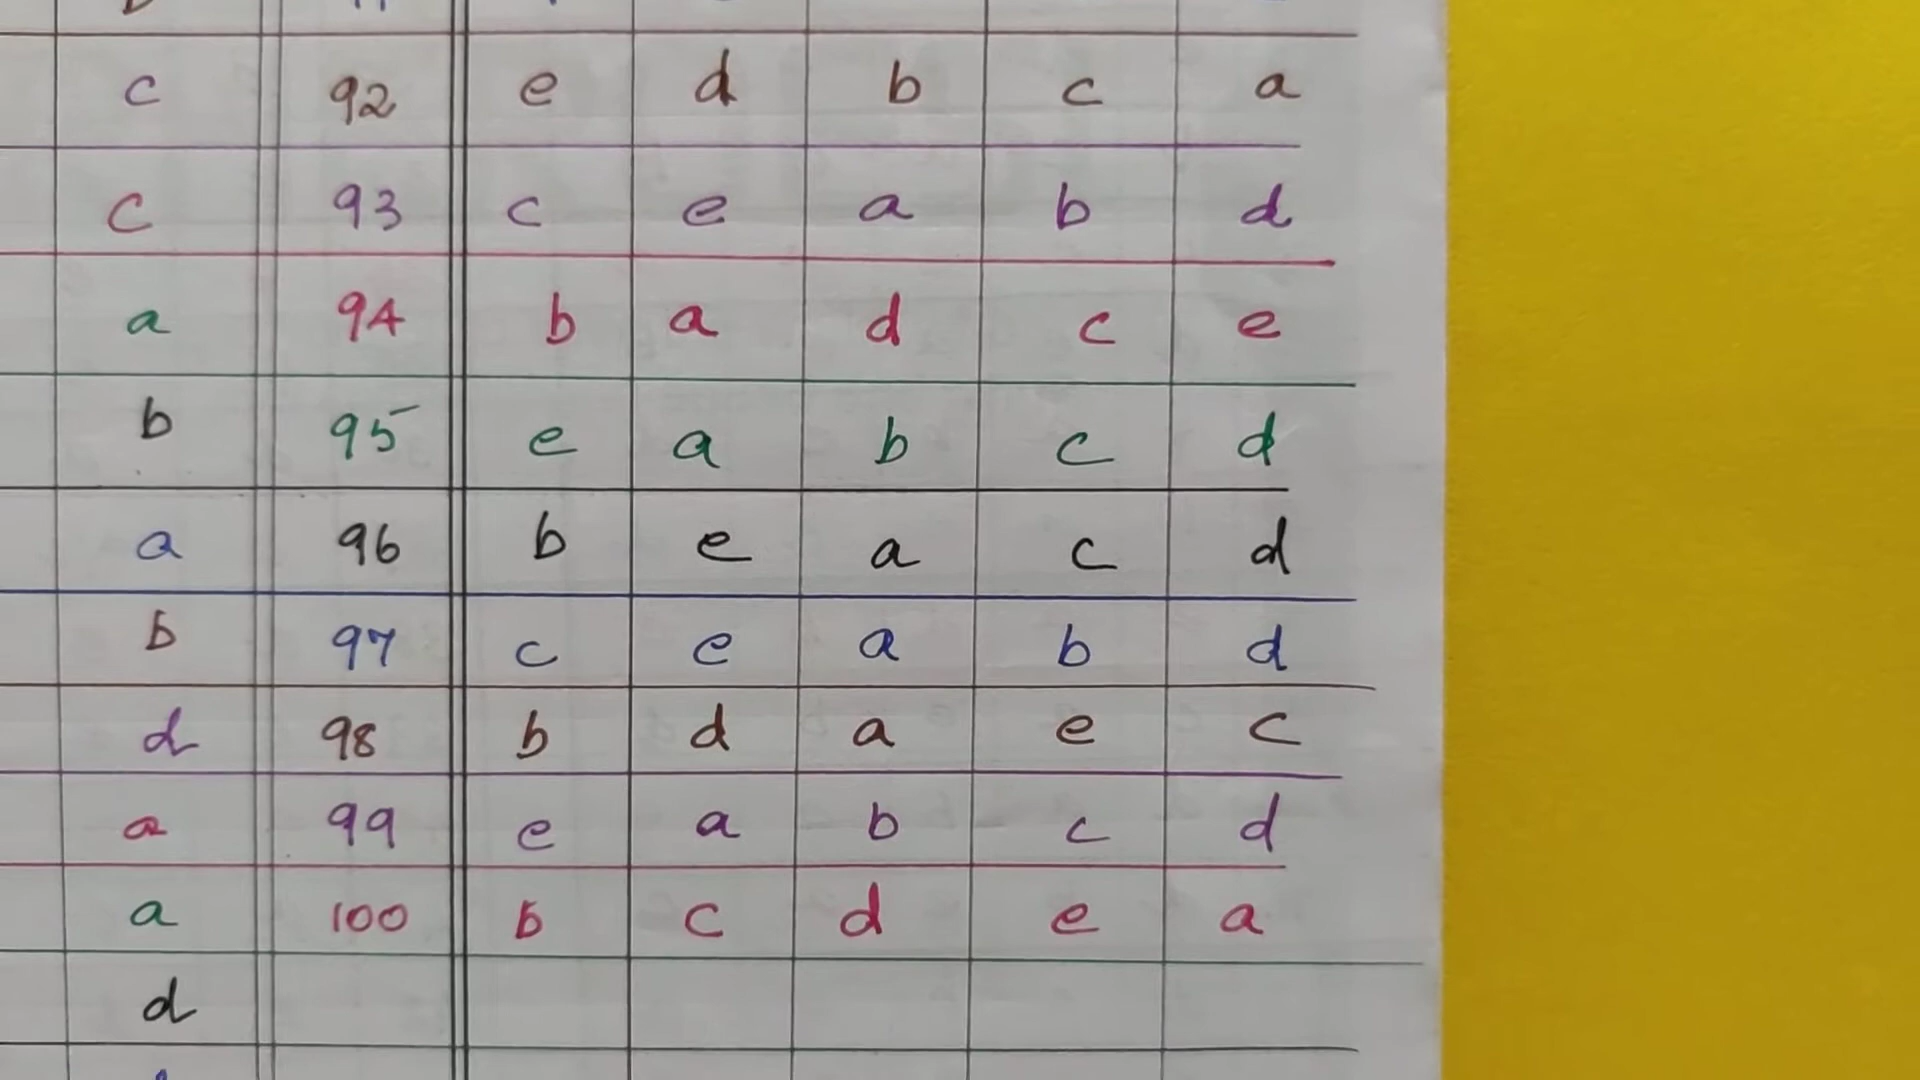 c 92 e d b c a
c 93 c e a b d
a 94 b a d c e
b 95 e a b c d
a 96 b e a c d
b 97 c e a b d
d 98 b d a e c
a 99 e a b c d
a 100 b c d e a
d